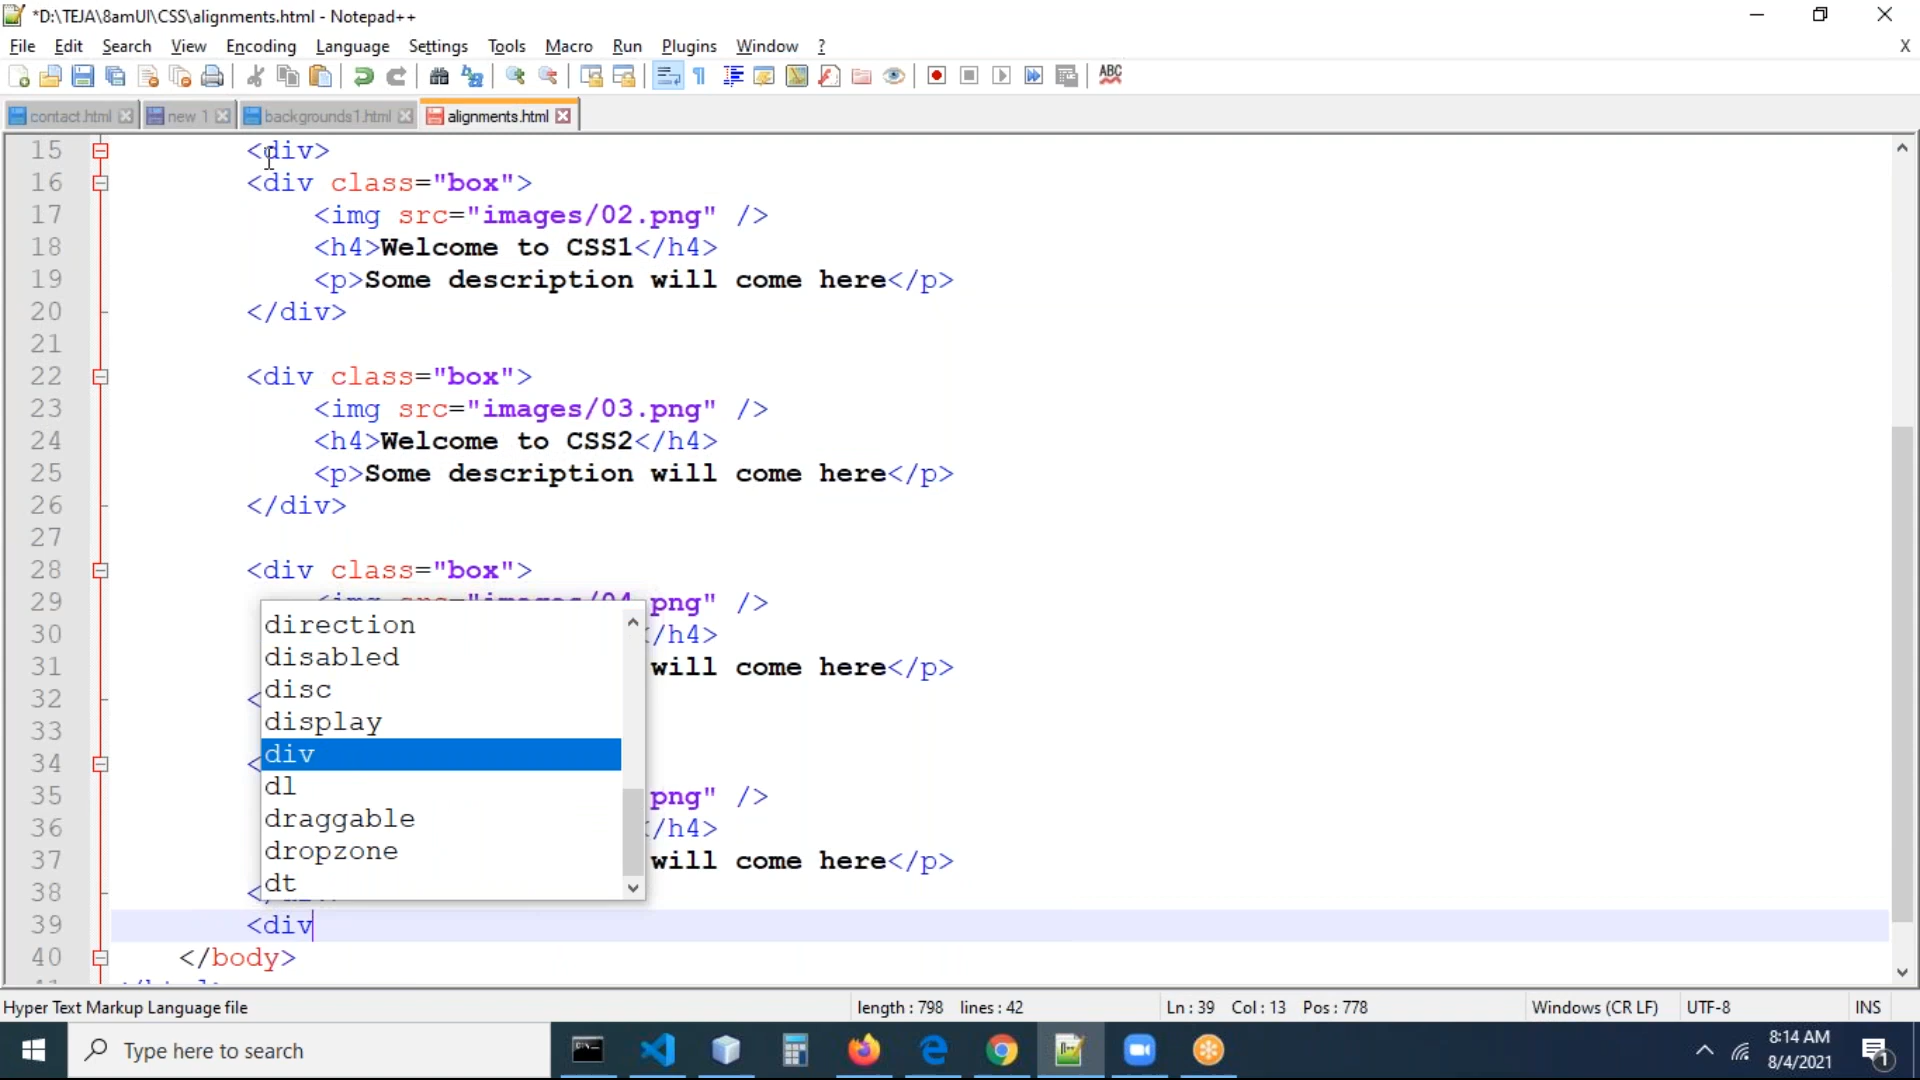 *D:\TEJA\8amUI\CSS\alignments.html - Notepad++
File Edit Search View Encoding Language Settings Tools Macro Run Plugins Window ? X
ABC
contact.html new 1 backgrounds1.html alignments.html
15 <div>
16 <div class="box">
17 <img src="images/02.png" />
18 <h4>Welcome to CSS1</h4>
19 <p>Some description will come here</p>
20 </div>
21
22 <div class="box">
23 <img src="images/03.png" />
24 <h4>Welcome to CSS2</h4>
25 <p>Some description will come here</p>
26 </div>
27
28 <div class="box">
29 <img src="images/04.png" />
direction
30 /h4>
disabled
31 will come here</p>
disc
32 <
display
33
div
34 <
dl
35 png" />
draggable
36 /h4>
dropzone
37 will come here</p>
dt
38 <
39 <div
40 </body>
Hyper Text Markup Language file length : 798 lines : 42 Ln : 39 Col : 13 Pos : 778 Windows (CR LF) UTF-8 INS
Type here to search
8:14 AM
8/4/2021
1